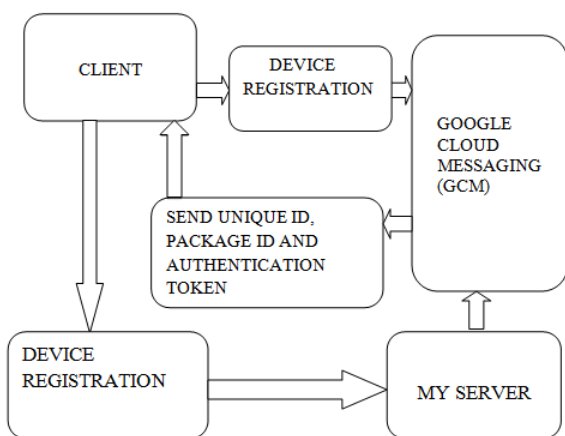 CLIENT
DEVICE
REGISTRATION
GOOGLE
CLOUD
MESSAGING
(GCM)
SEND UNIQUE ID,
PACKAGE ID AND
AUTHENTICATION
TOKEN
DEVICE
REGISTRATION
MY SERVER